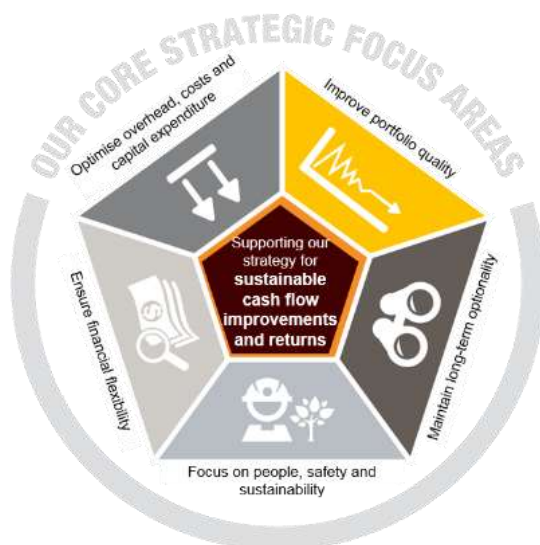 OUR CORE STRATEGIC FOCUS AREAS
Optimise overhead, costs and
capital expenditure
Improve portfolio quality
Supporting our
strategy for
sustainable
cash flow
improvements
and returns
$
Ensure financial flexibility
Maintain long-term optionality
Focus on people, safety and
sustainability